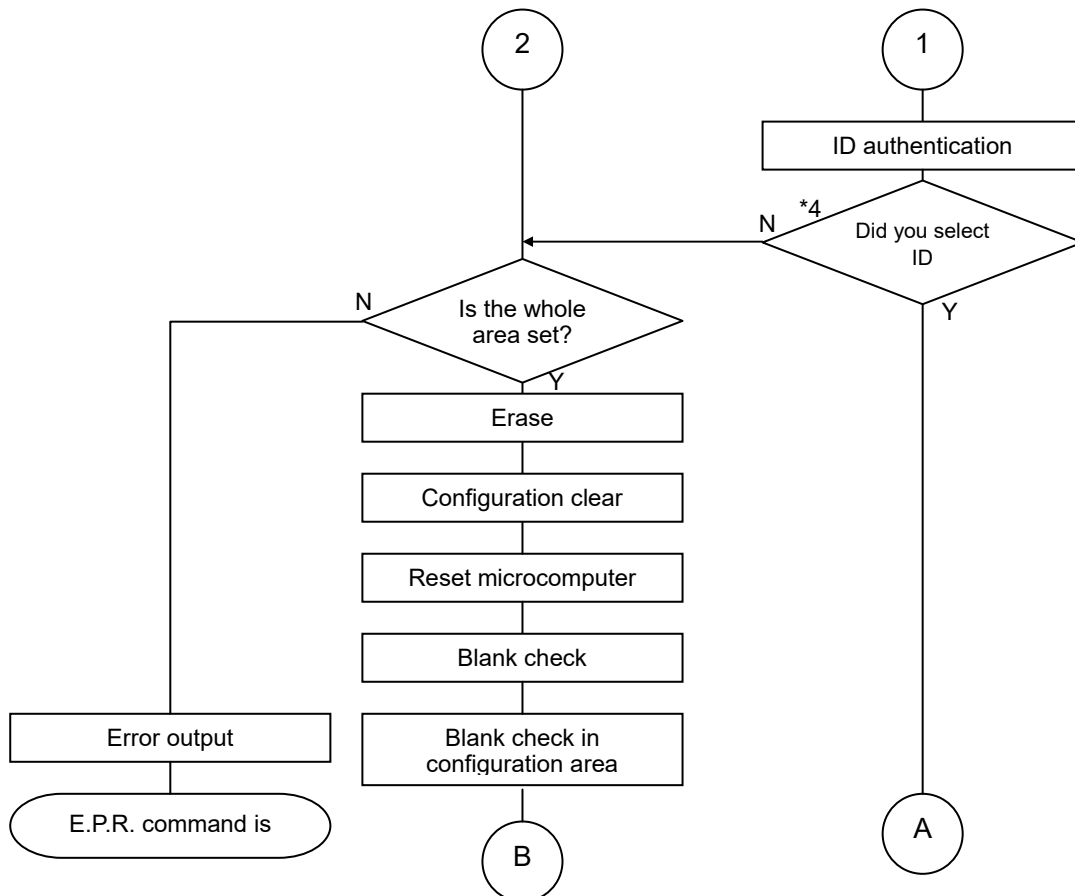 2
1
ID authentication
*4
N
Did you select
ID
Y
N
Is the whole
area set?
Y
Erase
Configuration clear
Reset microcomputer
Blank check
Error output
Blank check in
configuration area
E.P.R. command is
A
B